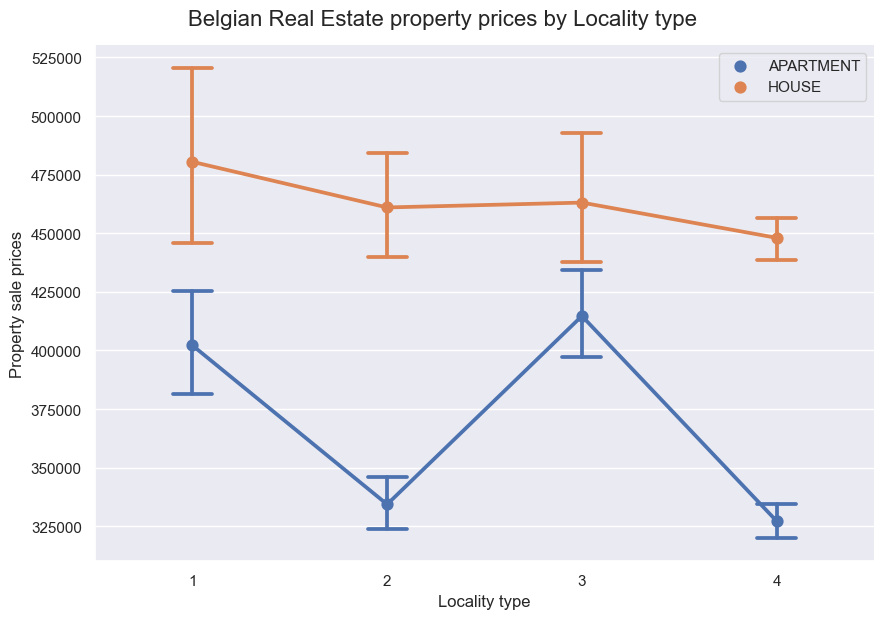 Belgian Real Estate property prices by Locality type
APARTMENT
HOUSE
Property sale prices
525000
500000
475000
450000
425000
400000
375000
350000
325000
1
2
3
4
Locality type